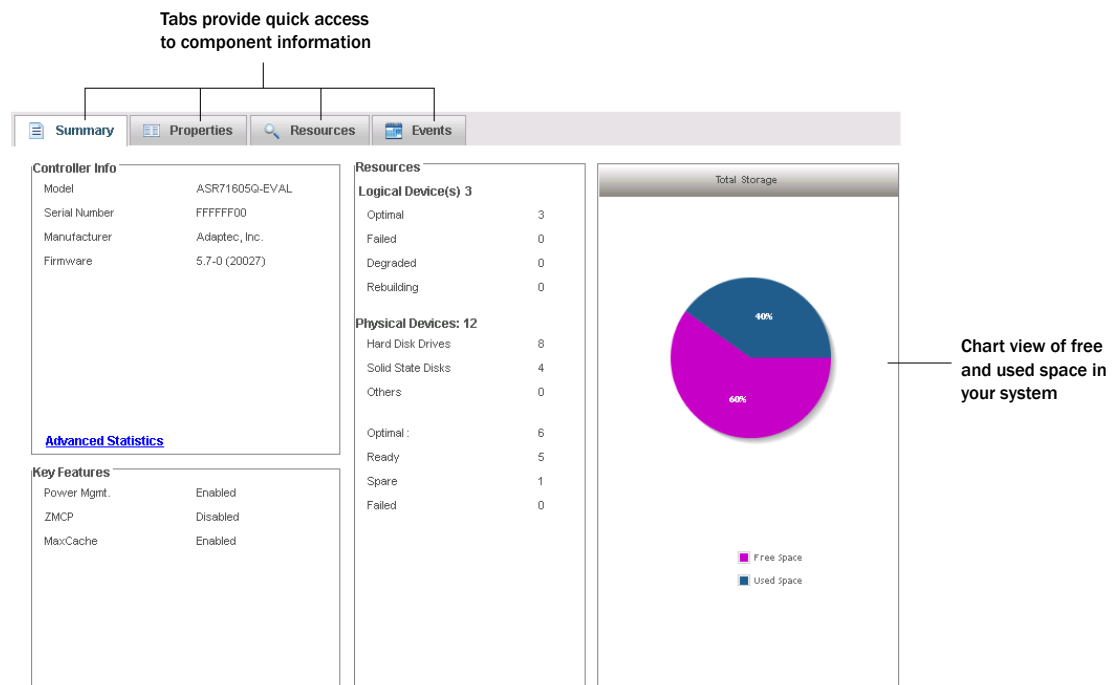 Tabs provide quick access
to component information
Summary
Properties
Resources
Events
Controller Info
Model ASR71605Q-EVAL
Serial Number FFFFFF00
Manufacturer Adaptec, Inc.
Firmware 5.7-0 (20027)
Advanced Statistics
Key Features
Power Mgmt. Enabled
ZMCP Disabled
MaxCache Enabled
Resources
Logical Device(s) 3
Optimal 3
Failed 0
Degraded 0
Rebuilding 0
Physical Devices: 12
Hard Disk Drives 8
Solid State Disks 4
Others 0
Optimal : 6
Ready 5
Spare 1
Failed 0
Total Storage
40%
60%
Free Space
Used Space
Chart view of free
and used space in
your system